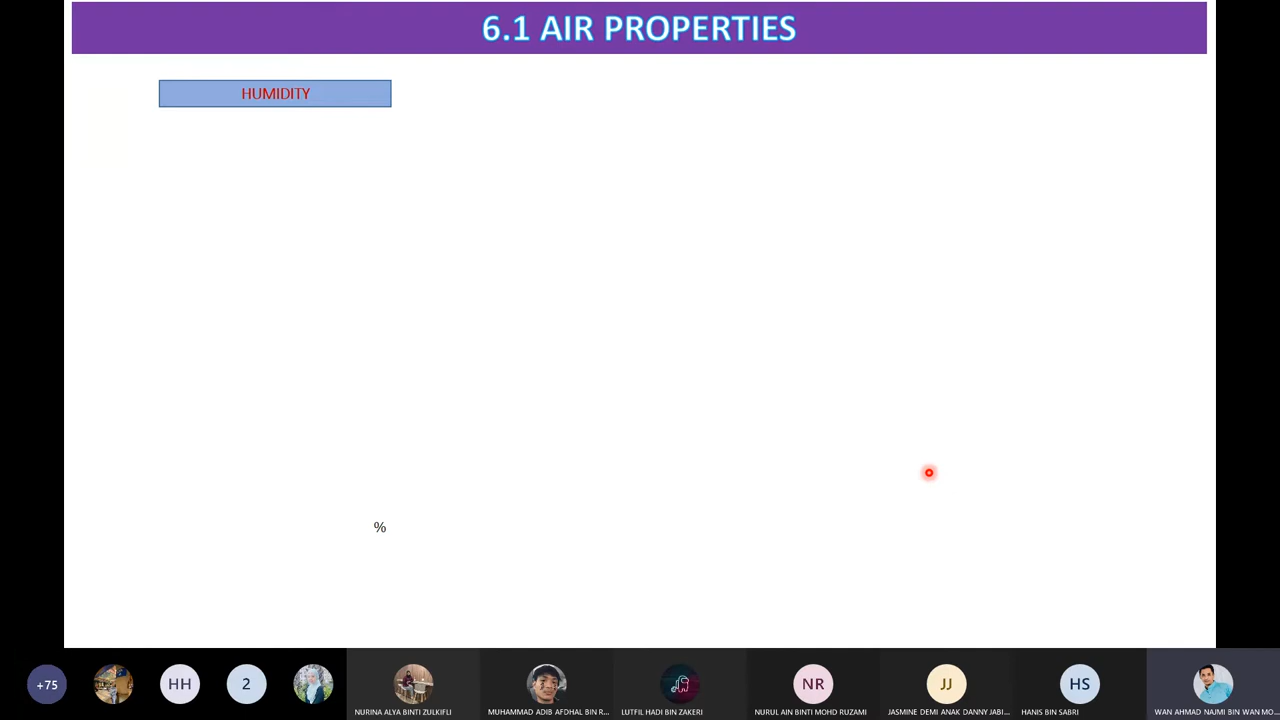 6.1 AIR PROPERTIES
HUMIDITY
%
+75
HH
2
NR
JJ
HS
NURINA ALYA BINTI ZULKIFLI
MUHAMMAD ADIB AFDHAL BIN R...
LUTFIL HADI BIN ZAKERI
NURUL AIN BINTI MOHD RUZAMI
JASMINE DEMI ANAK DANNY JABI...
HANIS BIN SABRI
WAN AHMAD NAIMI BIN WAN MO...